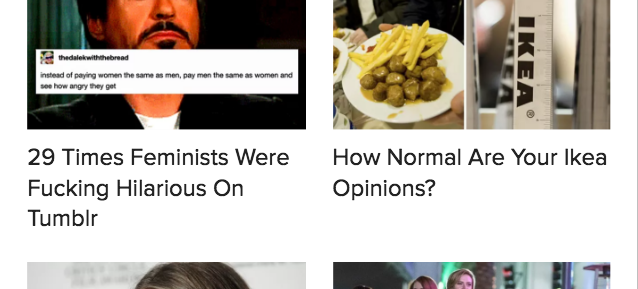 thedalekwiththebread
instead of paying women the same as men, pay men the same as women and
see how angry they get
IKEA
29 Times Feminists Were
Fucking Hilarious On
Tumblr
How Normal Are Your Ikea
Opinions?